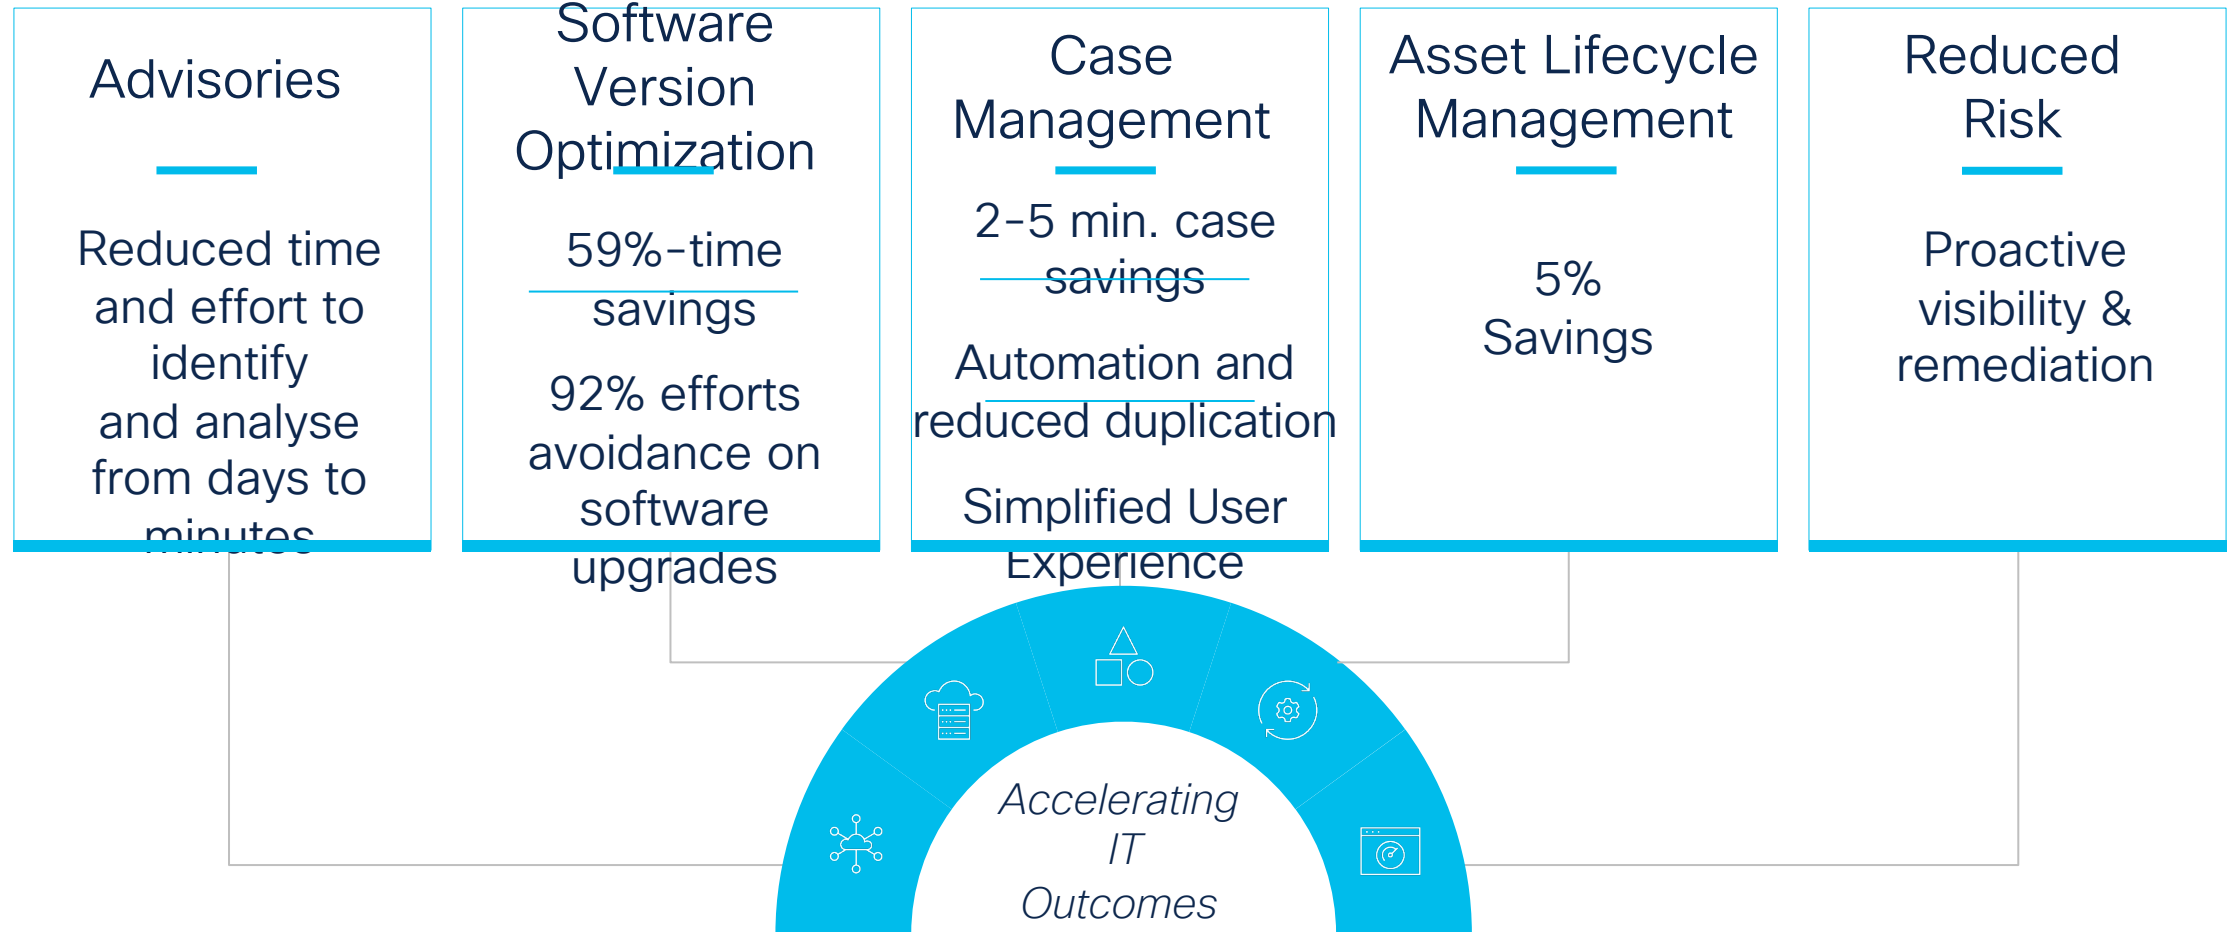 Advisories
Reduced time
and effort to
identify
and analyse
from days to
minutes
Software
Version
Optimization
59%-time
savings
92% efforts
avoidance on
software
upgrades
Case
Management
2-5 min. case
savings
Automation and
reduced duplication
Simplified User
Experience
Asset Lifecycle
Management
5%
Savings
Reduced
Risk
Proactive
visibility &
remediation
Accelerating
IT
Outcomes